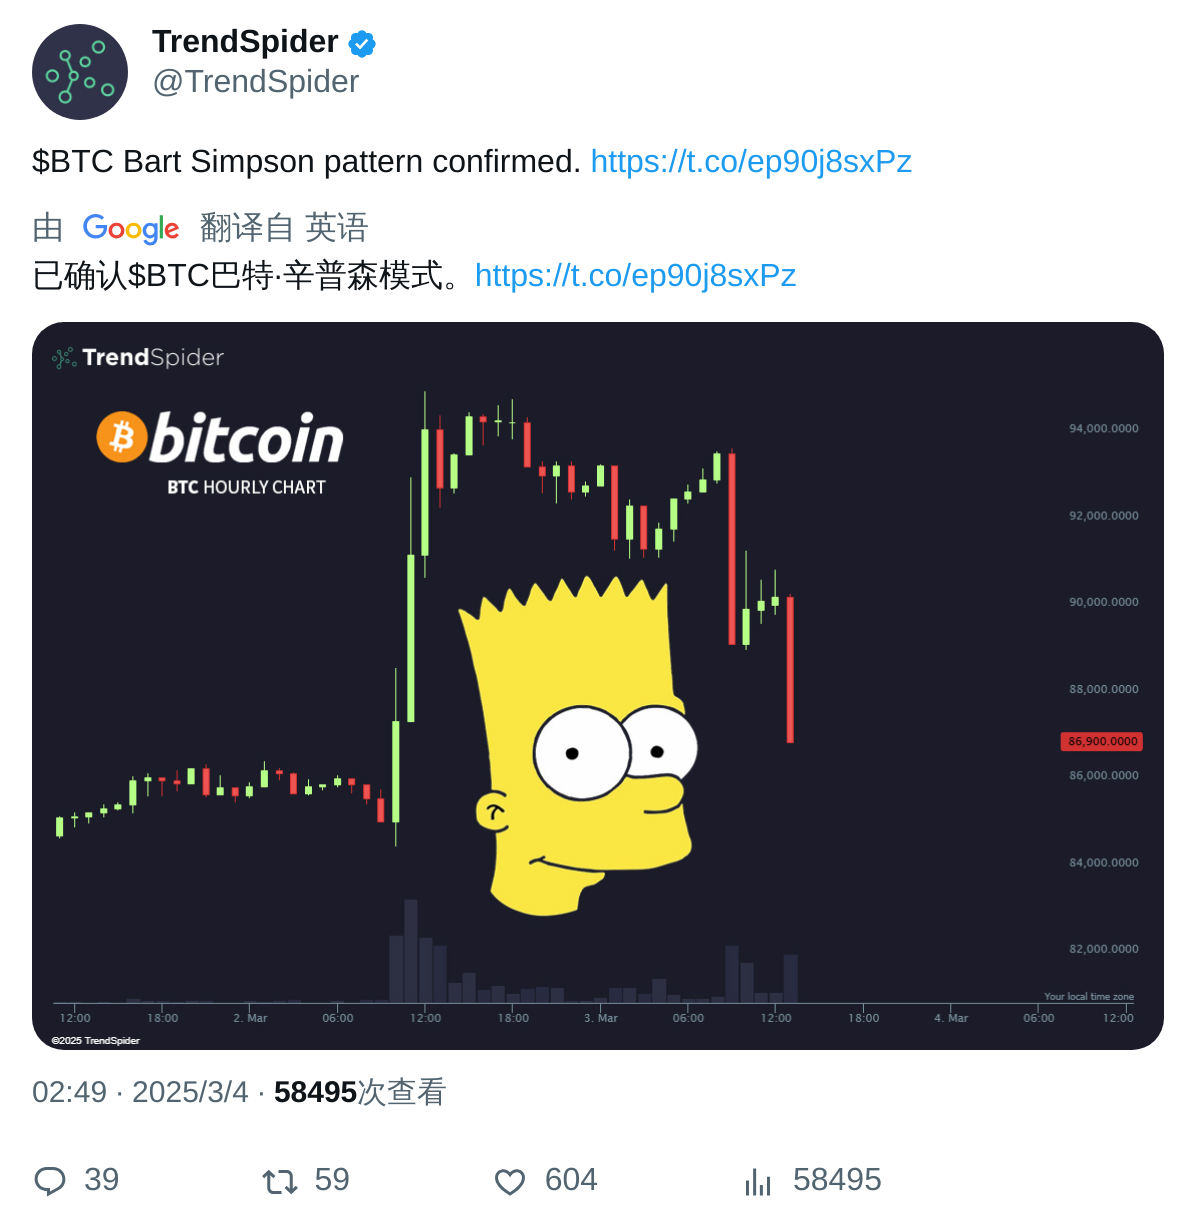 TrendSpider
@TrendSpider
$BTC Bart Simpson pattern confirmed. https://t.co/ep90j8sxPz
由 Google 翻译自 英语
已确认$BTC巴特·辛普森模式。https://t.co/ep90j8sxPz
TrendSpider
bitcoin
BTC HOURLY CHART
94,000.0000
92,000.0000
90,000.0000
88,000.0000
86,900.0000
86,000.0000
84,000.0000
82,000.0000
Your local time zone
12:00 18:00 2. Mar 06:00 12:00 18:00 3. Mar 06:00 12:00 18:00 4. Mar 06:00 12:00
©2025 TrendSpider
02:49 · 2025/3/4 · 58495次查看
39 59 604 58495